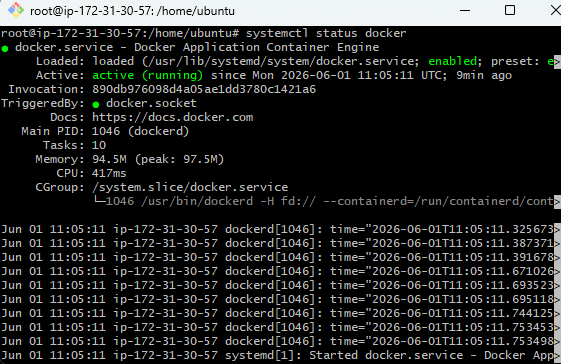 root@ip-172-31-30-57: /home/ubuntu
root@ip-172-31-30-57:/home/ubuntu# systemctl status docker
● docker.service - Docker Application Container Engine
Loaded: loaded (/usr/lib/systemd/system/docker.service; enabled; preset: e>
Active: active (running) since Mon 2026-06-01 11:05:11 UTC; 9min ago
Invocation: 890db976098d4a05ae1dd3780c1421a6
TriggeredBy: ● docker.socket
Docs: https://docs.docker.com
Main PID: 1046 (dockerd)
Tasks: 10
Memory: 94.5M (peak: 97.5M)
CPU: 417ms
CGroup: /system.slice/docker.service
└─1046 /usr/bin/dockerd -H fd:// --containerd=/run/containerd/cont>
Jun 01 11:05:11 ip-172-31-30-57 dockerd[1046]: time="2026-06-01T11:05:11.325673>
Jun 01 11:05:11 ip-172-31-30-57 dockerd[1046]: time="2026-06-01T11:05:11.387371>
Jun 01 11:05:11 ip-172-31-30-57 dockerd[1046]: time="2026-06-01T11:05:11.391678>
Jun 01 11:05:11 ip-172-31-30-57 dockerd[1046]: time="2026-06-01T11:05:11.671026>
Jun 01 11:05:11 ip-172-31-30-57 dockerd[1046]: time="2026-06-01T11:05:11.693523>
Jun 01 11:05:11 ip-172-31-30-57 dockerd[1046]: time="2026-06-01T11:05:11.695118>
Jun 01 11:05:11 ip-172-31-30-57 dockerd[1046]: time="2026-06-01T11:05:11.744125>
Jun 01 11:05:11 ip-172-31-30-57 dockerd[1046]: time="2026-06-01T11:05:11.753453>
Jun 01 11:05:11 ip-172-31-30-57 dockerd[1046]: time="2026-06-01T11:05:11.753498>
Jun 01 11:05:11 ip-172-31-30-57 systemd[1]: Started docker.service - Docker App>